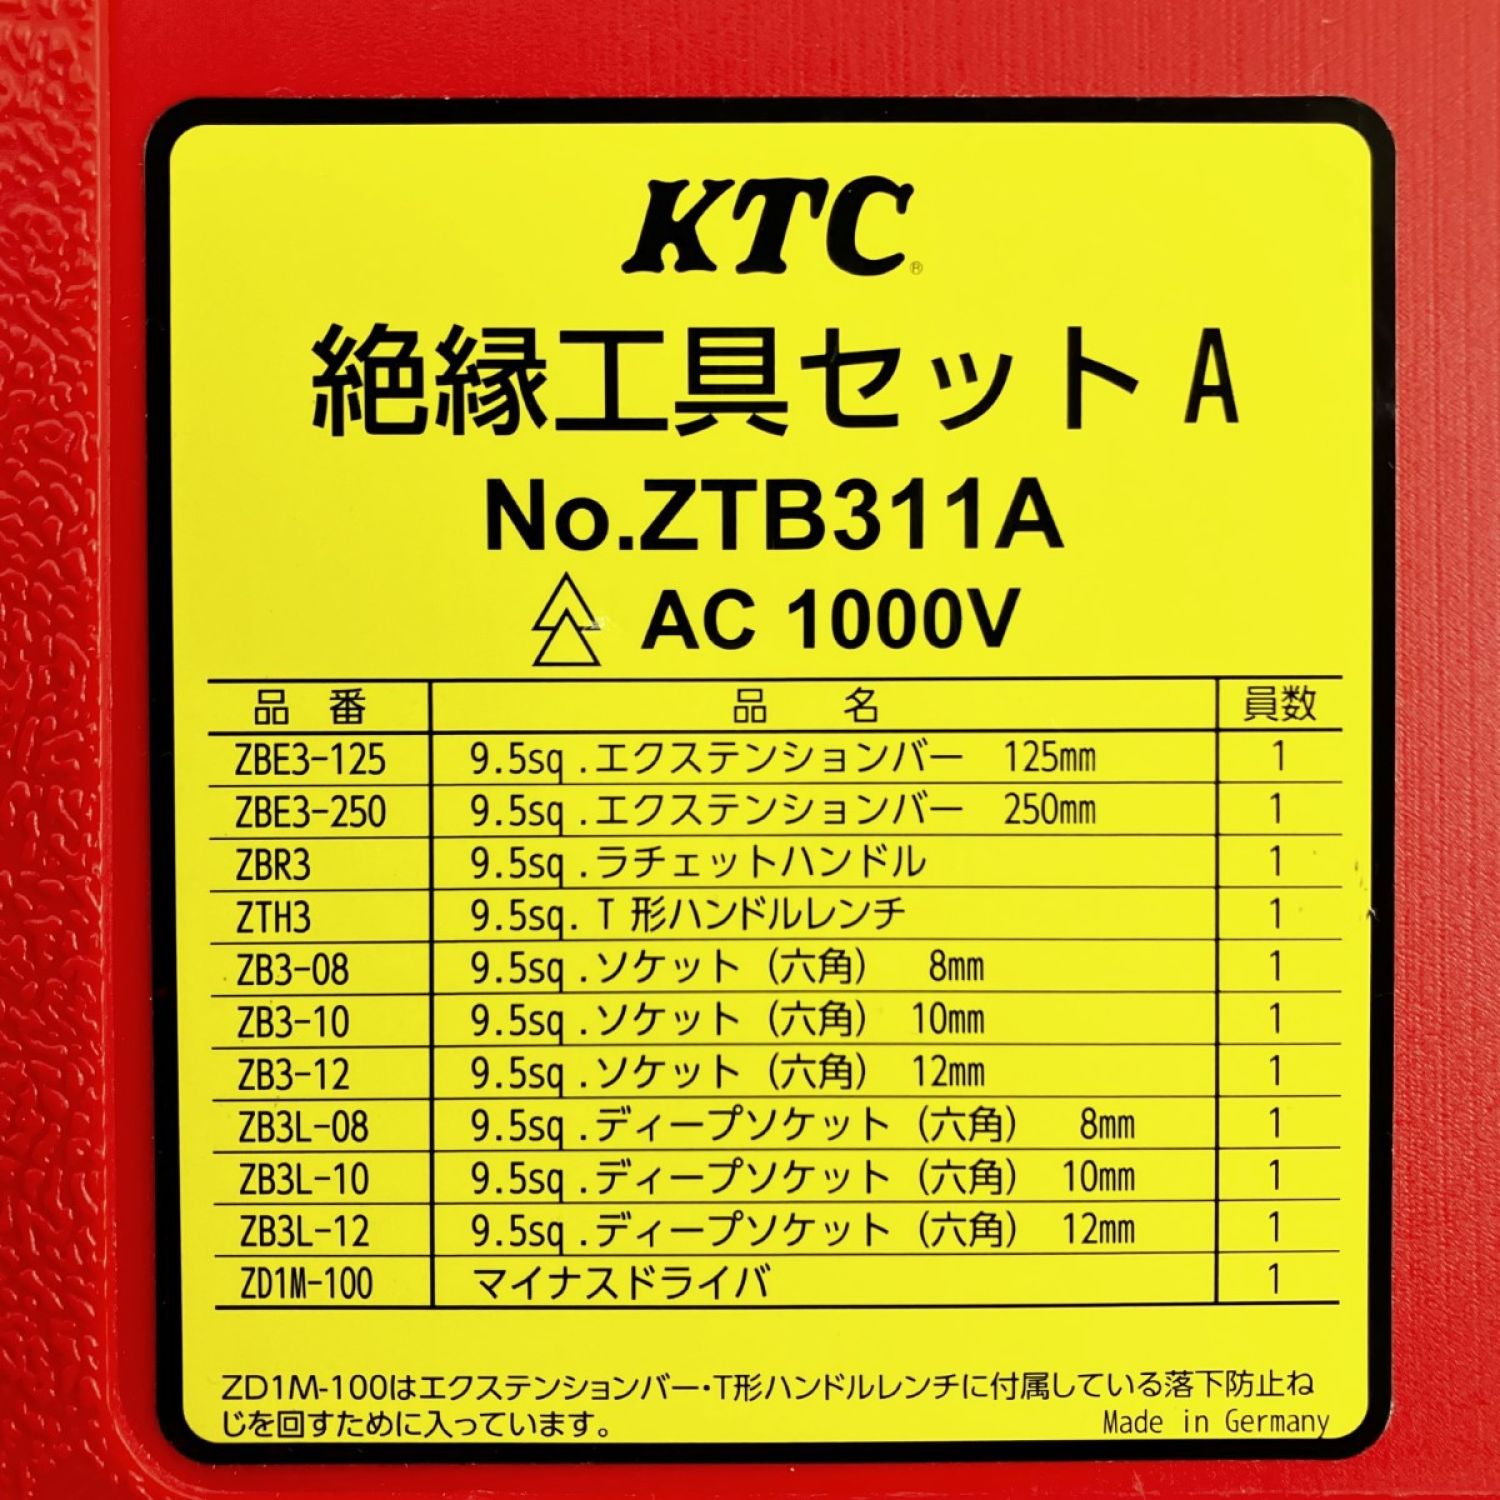 KTC®
絶縁工具セット A
No.ZTB311A
AC 1000V
品 番 品 名 員数
ZBE3-125 9.5sq.エクステンションバー 125mm 1
ZBE3-250 9.5sq.エクステンションバー 250mm 1
ZBR3 9.5sq.ラチェットハンドル 1
ZTH3 9.5sq.T形ハンドルレンチ 1
ZB3-08 9.5sq.ソケット(六角) 8mm 1
ZB3-10 9.5sq.ソケット(六角) 10mm 1
ZB3-12 9.5sq.ソケット(六角) 12mm 1
ZB3L-08 9.5sq.ディープソケット(六角) 8mm 1
ZB3L-10 9.5sq.ディープソケット(六角) 10mm 1
ZB3L-12 9.5sq.ディープソケット(六角) 12mm 1
ZD1M-100 マイナスドライバ 1
ZD1M-100はエクステンションバー・T形ハンドルレンチに付属している落下防止ね
じを回すために入っています。
Made in Germany